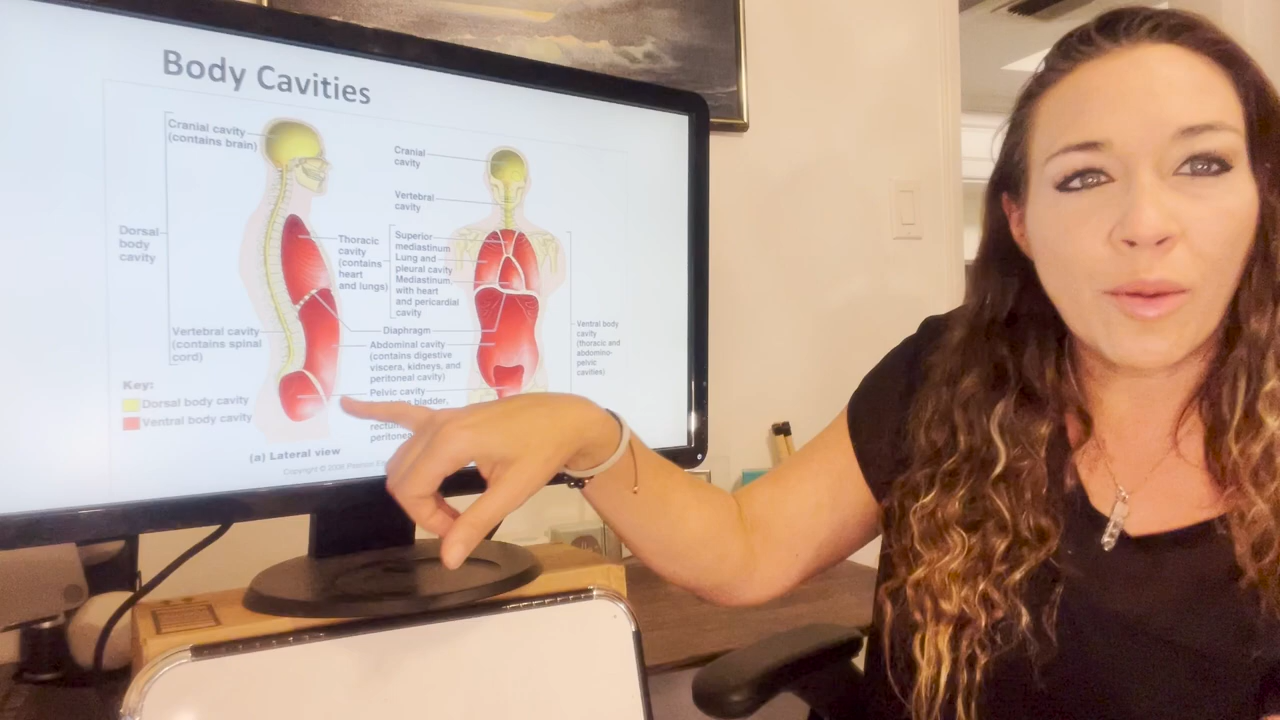 Body Cavities
Cranial cavity
(contains brain)
Dorsal
body
cavity
Vertebral cavity
(contains spinal
cord)
Key:
Dorsal body cavity
Ventral body cavity
(a) Lateral view
Thoracic
cavity
(contains
heart
and lungs)
Cranial
cavity
Vertebral
cavity
Superior
mediastinum
Lung and
pleural cavity
Mediastinum,
with heart
and pericardial
cavity
Diaphragm
Abdominal cavity
(contains digestive
viscera, kidneys, and
peritoneal cavity)
Pelvic cavity
bladder,
Ventral body
cavity
(thoracic and
abdomino-
pelvic
cavities)
Copyright © 2006 Pearson